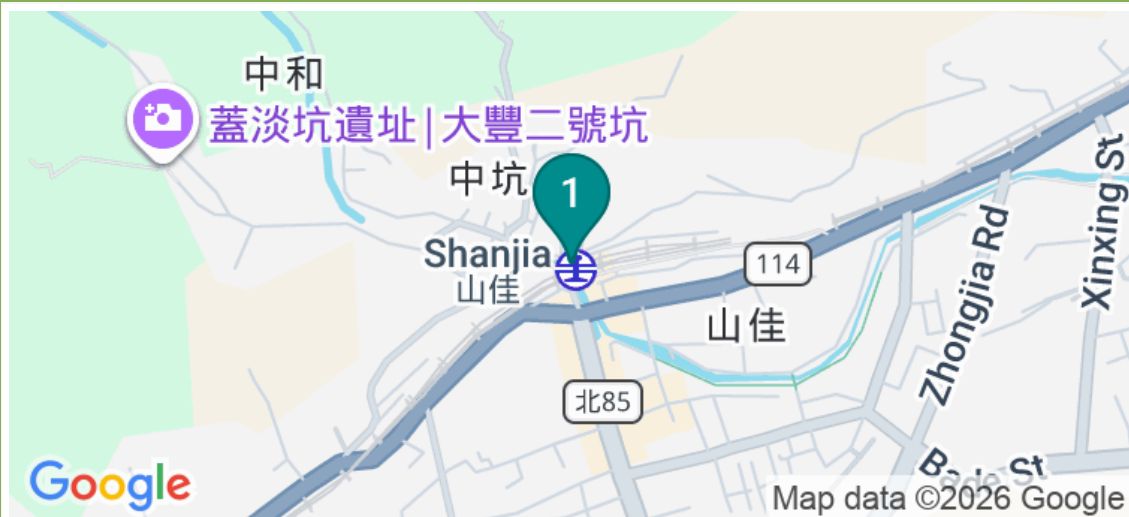 中和
蓋淡坑遺址|大豐二號坑
中坑
1
Shanjia
山佳
114
山佳
北85
Zhongjia Rd
Xinxing St
Bade St
Google
Map data ©2026 Google